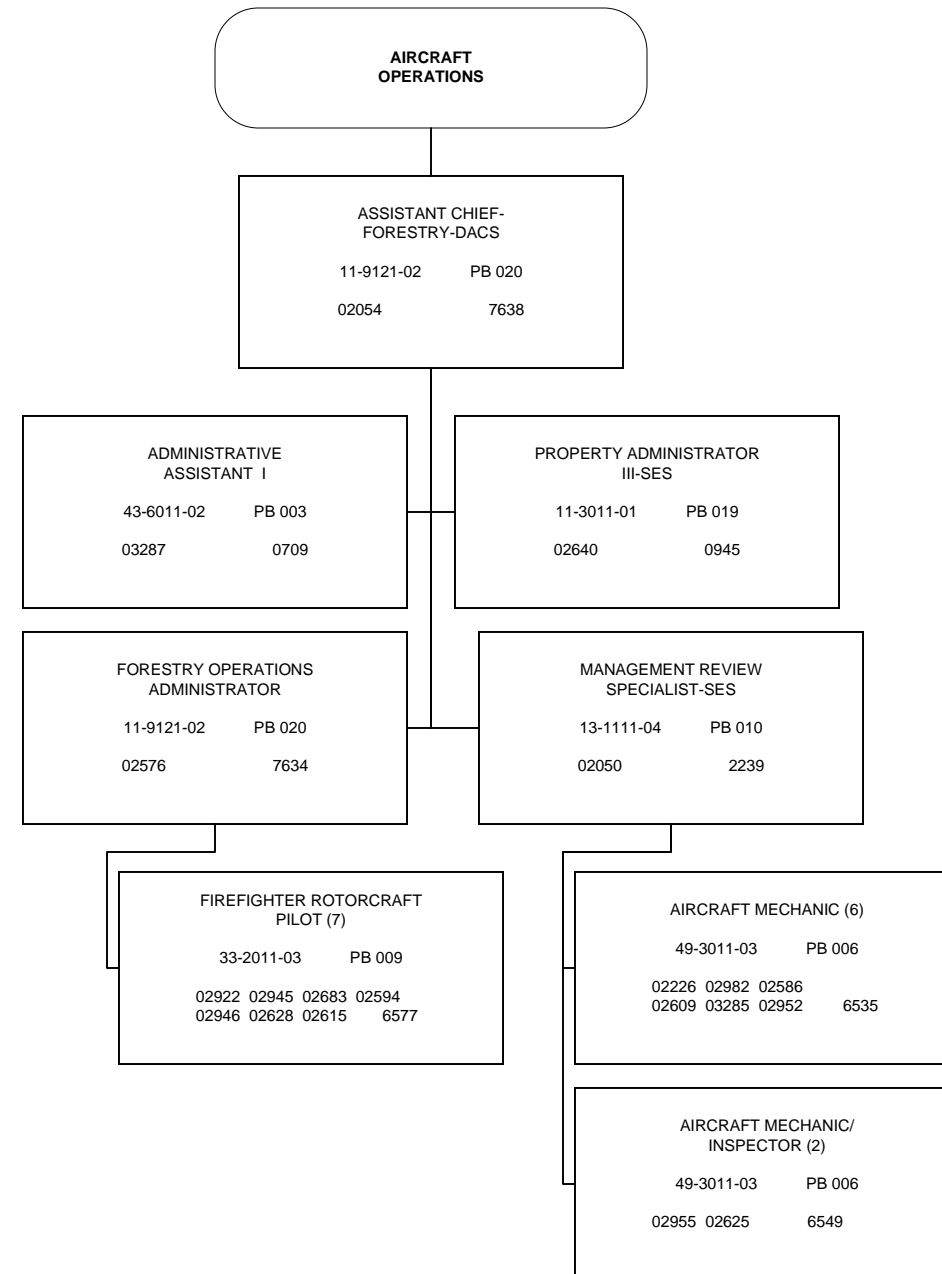 AIRCRAFT
OPERATIONS
ASSISTANT CHIEF-
FORESTRY-DACS
11-9121-02 PB 020
02054 7638
ADMINISTRATIVE
ASSISTANT I
43-6011-02 PB 003
03287 0709
PROPERTY ADMINISTRATOR
III-SES
11-3011-01 PB 019
02640 0945
FORESTRY OPERATIONS
ADMINISTRATOR
11-9121-02 PB 020
02576 7634
MANAGEMENT REVIEW
SPECIALIST-SES
13-1111-04 PB 010
02050 2239
FIREFIGHTER ROTORCRAFT
PILOT (7)
33-2011-03 PB 009
02922 02945 02683 02594
02946 02628 02615 6577
AIRCRAFT MECHANIC (6)
49-3011-03 PB 006
02226 02982 02586
02609 03285 02952 6535
AIRCRAFT MECHANIC/
INSPECTOR (2)
49-3011-03 PB 006
02955 02625 6549